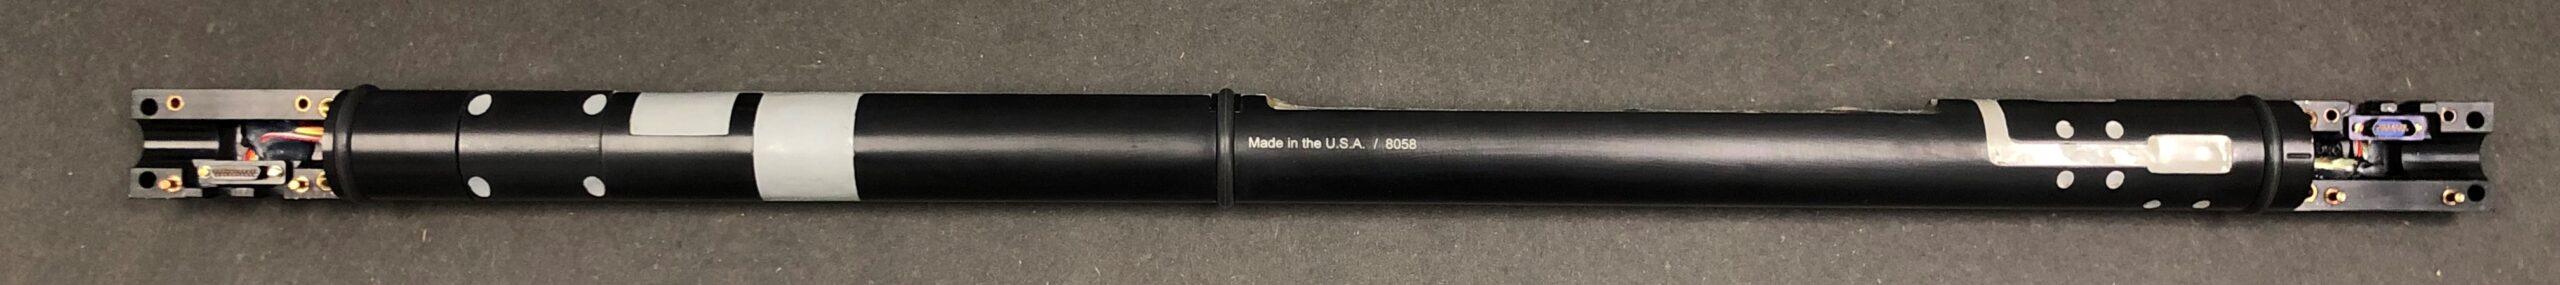 Made in the U.S.A. / 8058